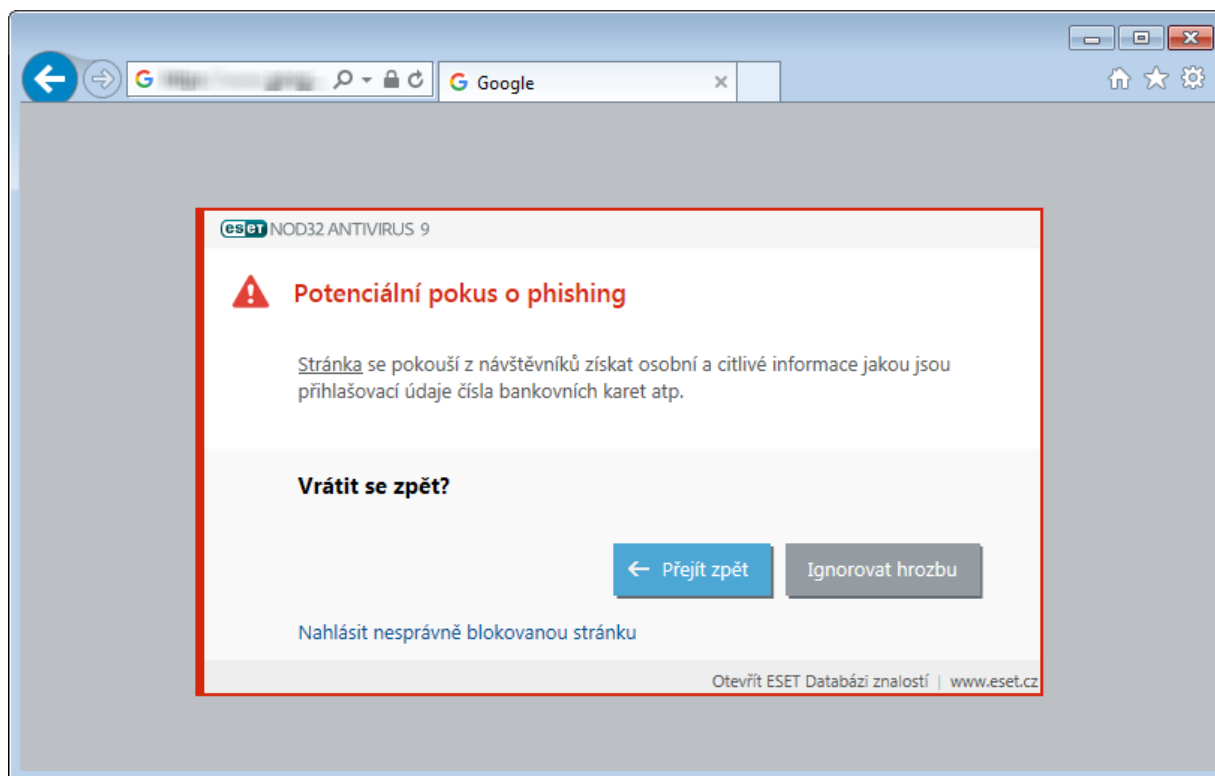 Google
eset NOD32 ANTIVIRUS 9
Potenciální pokus o phishing
Stránka se pokouší z návštěvníků získat osobní a citlivé informace jakou jsou
přihlašovací údaje čísla bankovních karet atp.
Vrátit se zpět?
Přejít zpět
Ignorovat hrozbu
Nahlásit nesprávně blokovanou stránku
Otevřít ESET Databázi znalostí | www.eset.cz